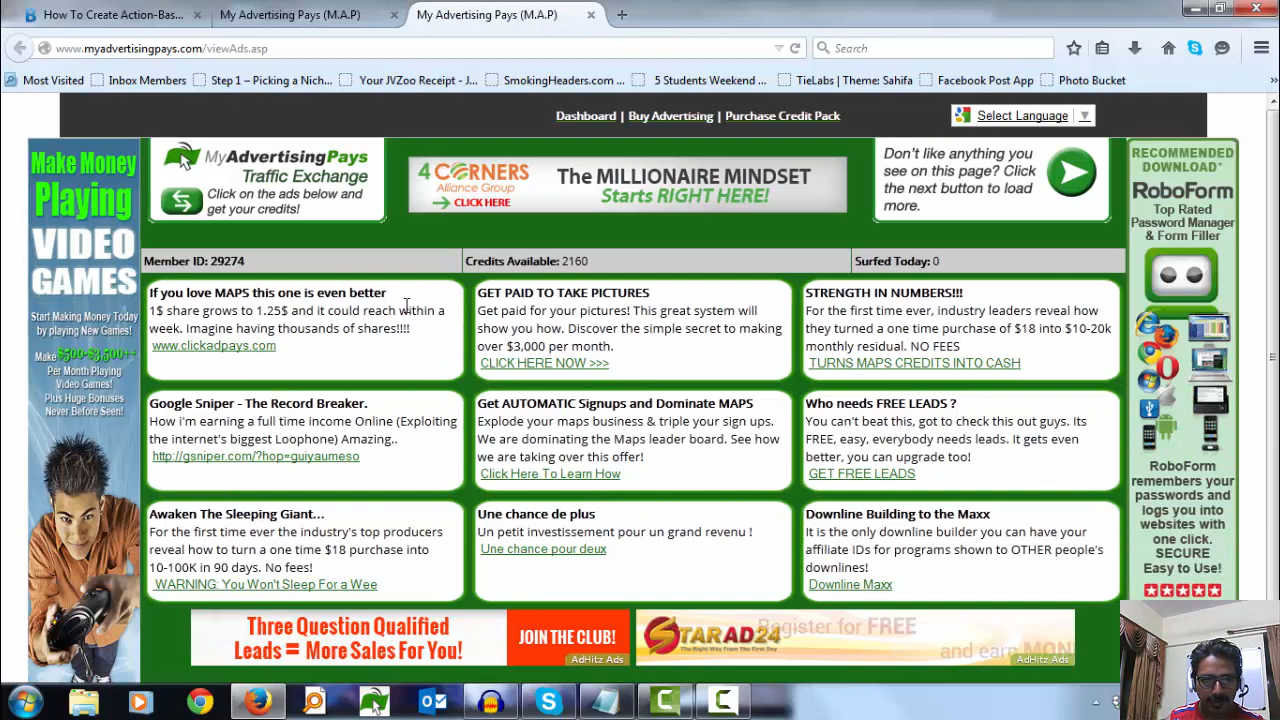 How To Create Action-Bas...
My Advertising Pays (M.A.P)
My Advertising Pays (M.A.P)
www.myadvertisingpays.com/viewAds.asp
Search
Most Visited
Inbox Members
Step 1 – Picking a Nich...
Your JVZoo Receipt - J...
SmokingHeaders.com ...
5 Students Weekend ...
TieLabs | Theme: Sahifa
Facebook Post App
Photo Bucket
Dashboard | Buy Advertising | Purchase Credit Pack
Select Language
Make Money
Playing
VIDEO
GAMES
Start Making Money Today
by playing New Games!
Make $500-$3,500++
Per Month Playing
Video Games!
Plus Huge Bonuses
Never Before Seen!
MyAdvertisingPays
Traffic Exchange
Click on the ads below and
get your credits!
4 CORNERS
Alliance Group
CLICK HERE
The MILLIONAIRE MINDSET
Starts RIGHT HERE!
Don't like anything you
see on this page? Click
the next button to load
more.
RECOMMENDED
DOWNLOAD*
RoboForm
Top Rated
Password Manager
& Form Filler
RoboForm
remembers your
passwords and
logs you into
websites with
one click.
SECURE
Easy to Use!
Member ID: 29274
Credits Available: 2160
Surfed Today: 0
If you love MAPS this one is even better
1$ share grows to 1.25$ and it could reach within a
week. Imagine having thousands of shares!!!!
www.clickadpays.com
GET PAID TO TAKE PICTURES
Get paid for your pictures! This great system will
show you how. Discover the simple secret to making
over $3,000 per month.
CLICK HERE NOW >>>
STRENGTH IN NUMBERS!!!
For the first time ever, industry leaders reveal how
they turned a one time purchase of $18 into $10-20k
monthly residual. NO FEES
TURNS MAPS CREDITS INTO CASH
Google Sniper - The Record Breaker.
How i'm earning a full time income Online (Exploiting
the internet's biggest Loophone) Amazing..
http://gsniper.com/?hop=guiyaumeso
Get AUTOMATIC Signups and Dominate MAPS
Explode your maps business & triple your sign ups.
We are dominating the Maps leader board. See how
we are taking over this offer!
Click Here To Learn How
Who needs FREE LEADS ?
You can't beat this, got to check this out guys. Its
FREE, easy, everybody needs leads. It gets even
better, you can upgrade too!
GET FREE LEADS
Awaken The Sleeping Giant...
For the first time ever the industry's top producers
reveal how to turn a one time $18 purchase into
10-100K in 90 days. No fees!
WARNING: You Won't Sleep For a Wee
Une chance de plus
Un petit investissement pour un grand revenu !
Une chance pour deux
Downline Building to the Maxx
It is the only downline builder you can have your
affiliate IDs for programs shown to OTHER people's
downlines!
Downline Maxx
Three Question Qualified
Leads = More Sales For You!
JOIN THE CLUB!
AdHitz Ads
STARAD24
The Right Way From The First Day
Register for FREE
and earn MON
AdHitz Ads